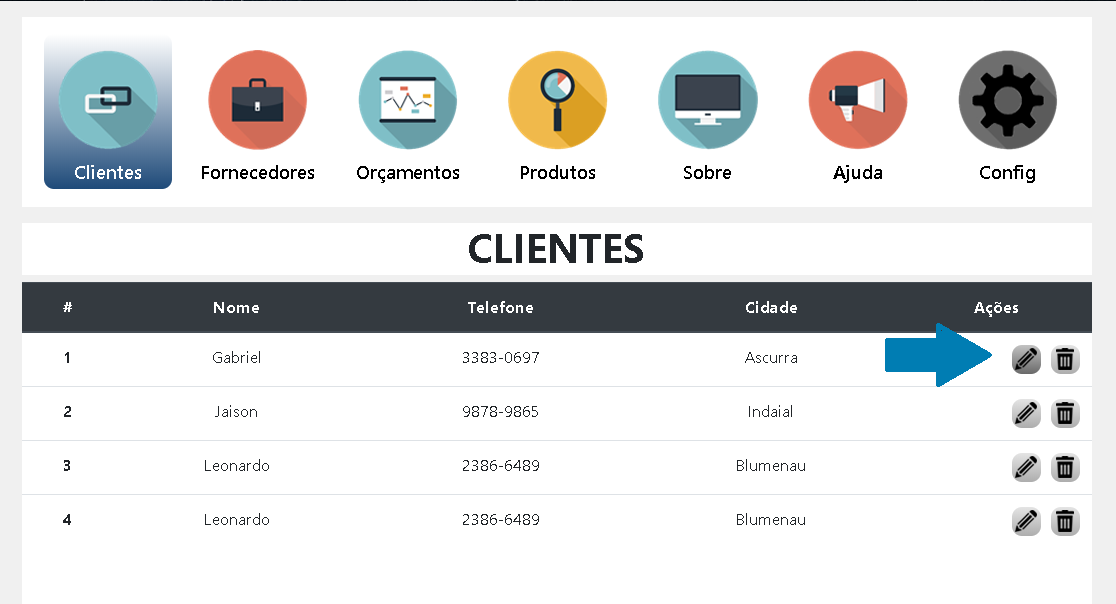 Clientes Fornecedores Orçamentos Produtos Sobre Ajuda Config
CLIENTES
# Nome Telefone Cidade Ações
1 Gabriel 3383-0697 Ascurra
2 Jaison 9878-9865 Indaial
3 Leonardo 2386-6489 Blumenau
4 Leonardo 2386-6489 Blumenau